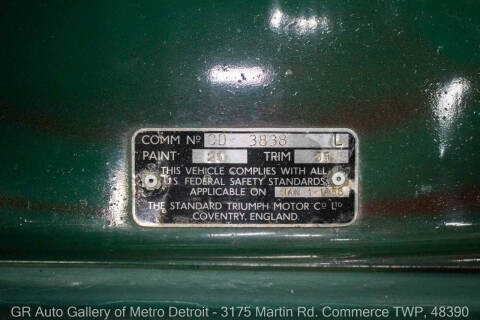 COMM Nº CD 3838 L
PAINT 20 TRIM
THIS VEHICLE COMPLIES WITH ALL
U.S. FEDERAL SAFETY STANDARDS
APPLICABLE ON JAN 1-1968
THE STANDARD TRIUMPH MOTOR Cº Lᵀᴰ
COVENTRY, ENGLAND.
GR Auto Gallery of Metro Detroit - 3175 Martin Rd. Commerce TWP, 48390